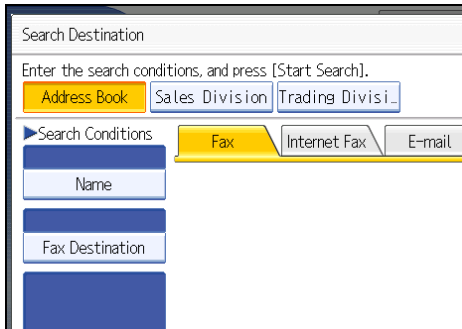 Search Destination
Enter the search conditions, and press [Start Search].
Address Book Sales Division Trading Divisi…
▶Search Conditions Fax Internet Fax E-mail
Name
Fax Destination